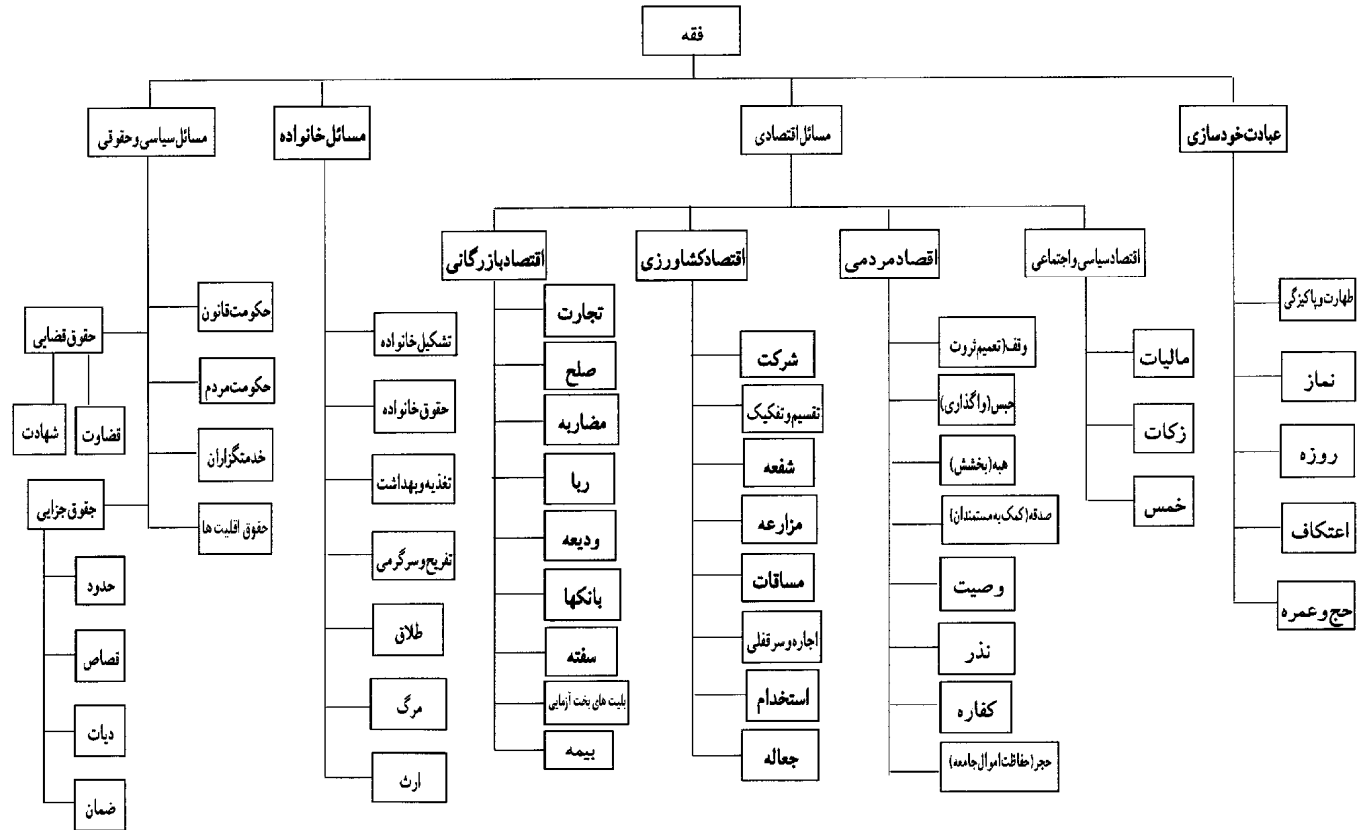 فقه
عبادت خودسازی
طهارت و پاکیزگی
نماز
روزه
اعتکاف
حج و عمره
مسائل اقتصادی
اقتصاد سیاسی و اجتماعی
مالیات
زکات
خمس
اقصاد مردمی
وقف (تعمیم ثروت
حبس (واگذاری)
هبه (بخشش)
صدقه (کمک به مستمندان)
وصیت
نذر
کفاره
حجر (حفاظت اموال جامعه)
اقتصاد کشاورزی
شرکت
تقسیم و تفکیک
شفعه
مزارعه
مساقات
اجاره و سرقفلی
استخدام
جعاله
اقتصاد بازرگانی
تجارت
صلح
مضاربه
ربا
ودیعه
بانکها
سفته
بلیت های بخت آزمایی
بیمه
مسائل خانواده
تشکیل خانواده
حقوق خانواده
تغذیه و بهداشت
تفریح و سرگرمی
طلاق
مرگ
ارث
مسائل سیاسی و حقوقی
حکومت قانون
حکومت مردم
خدمتگزاران
حقوق اقلیت ها
حقوق قضایی
قضاوت
شهادت
حقوق جزایی
حدود
قصاص
دیات
ضمان